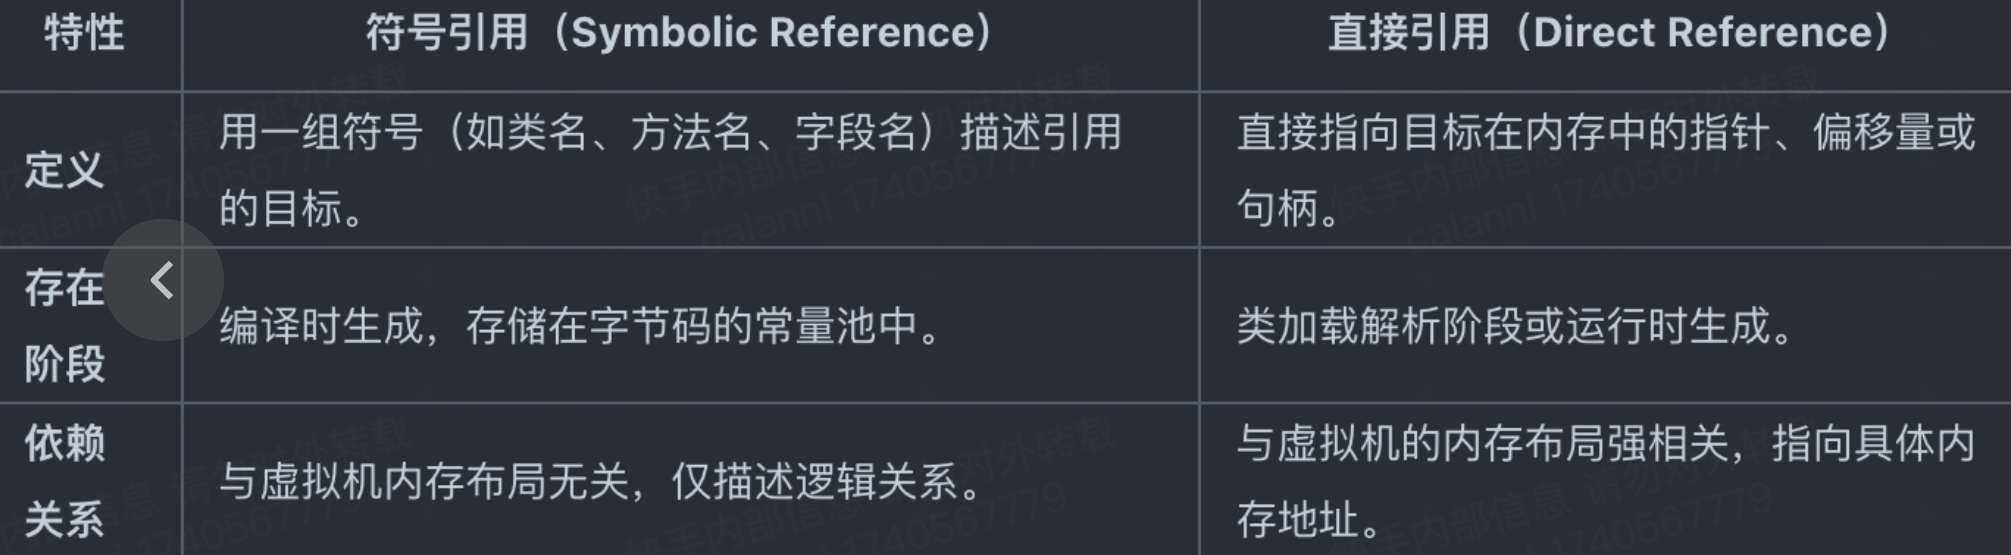 特性
符号引用（Symbolic Reference）
直接引用（Direct Reference）
定义
用一组符号（如类名、方法名、字段名）描述引用
的目标。
直接指向目标在内存中的指针、偏移量或
句柄。
存在
阶段
编译时生成，存储在字节码的常量池中。
类加载解析阶段或运行时生成。
依赖
关系
与虚拟机内存布局无关，仅描述逻辑关系。
与虚拟机的内存布局强相关，指向具体内
存地址。
快手内部信息 请勿对外转载
caianni 1740567779